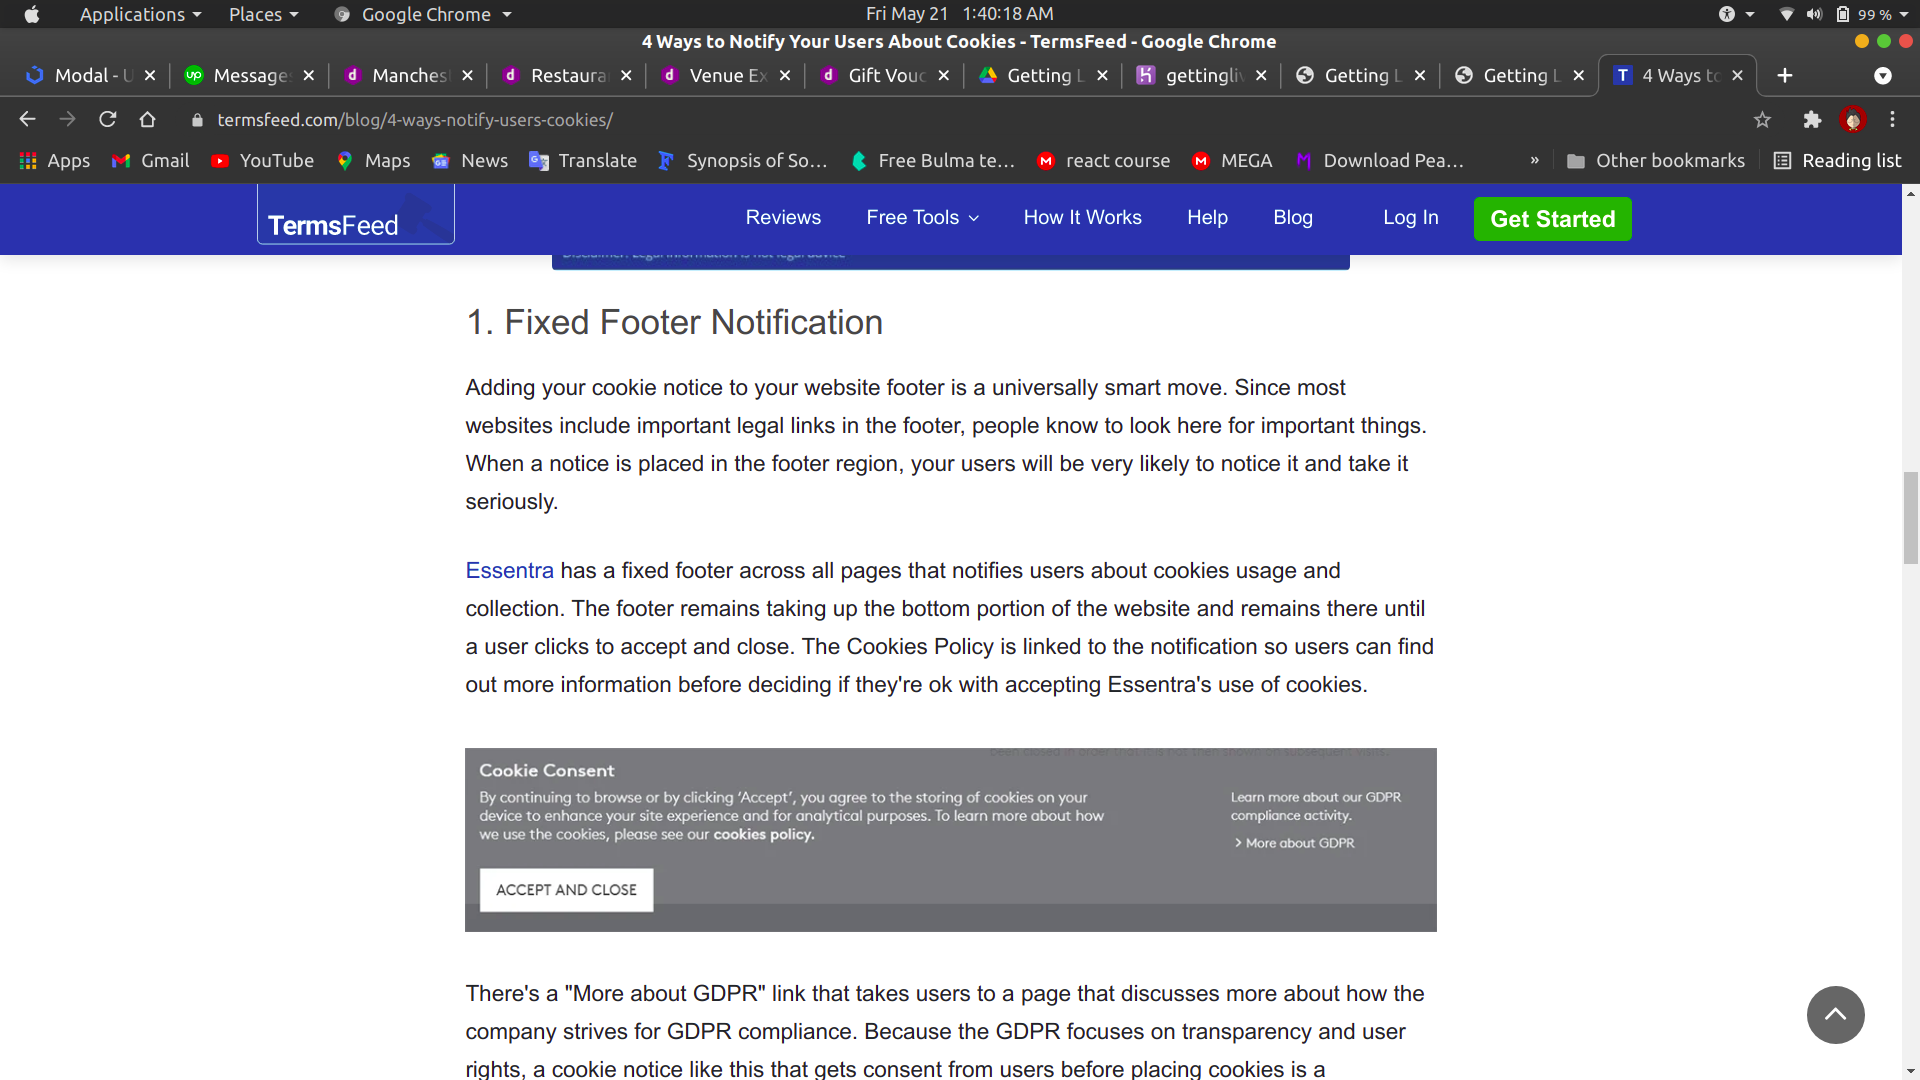 Applications Places Google Chrome Fri May 21 1:40:18 AM 99 %
4 Ways to Notify Your Users About Cookies - TermsFeed - Google Chrome
Modal - U Message Manches Restaura Venue Ex Gift Vouc Getting L gettingliv Getting L Getting L 4 Ways to
termsfeed.com/blog/4-ways-notify-users-cookies/
Apps Gmail YouTube Maps News Translate Synopsis of So... Free Bulma te... react course MEGA Download Pea... » Other bookmarks Reading list
TermsFeed Reviews Free Tools How It Works Help Blog Log In Get Started
Disclaimer: Legal information is not legal advice
1. Fixed Footer Notification
Adding your cookie notice to your website footer is a universally smart move. Since most
websites include important legal links in the footer, people know to look here for important things.
When a notice is placed in the footer region, your users will be very likely to notice it and take it
seriously.
Essentra has a fixed footer across all pages that notifies users about cookies usage and
collection. The footer remains taking up the bottom portion of the website and remains there until
a user clicks to accept and close. The Cookies Policy is linked to the notification so users can find
out more information before deciding if they're ok with accepting Essentra's use of cookies.
Cookie Consent
By continuing to browse or by clicking ‘Accept’, you agree to the storing of cookies on your
device to enhance your site experience and for analytical purposes. To learn more about how
we use the cookies, please see our cookies policy.
Learn more about our GDPR
compliance activity.
> More about GDPR
ACCEPT AND CLOSE
There's a "More about GDPR" link that takes users to a page that discusses more about how the
company strives for GDPR compliance. Because the GDPR focuses on transparency and user
rights, a cookie notice like this that gets consent from users before placing cookies is a